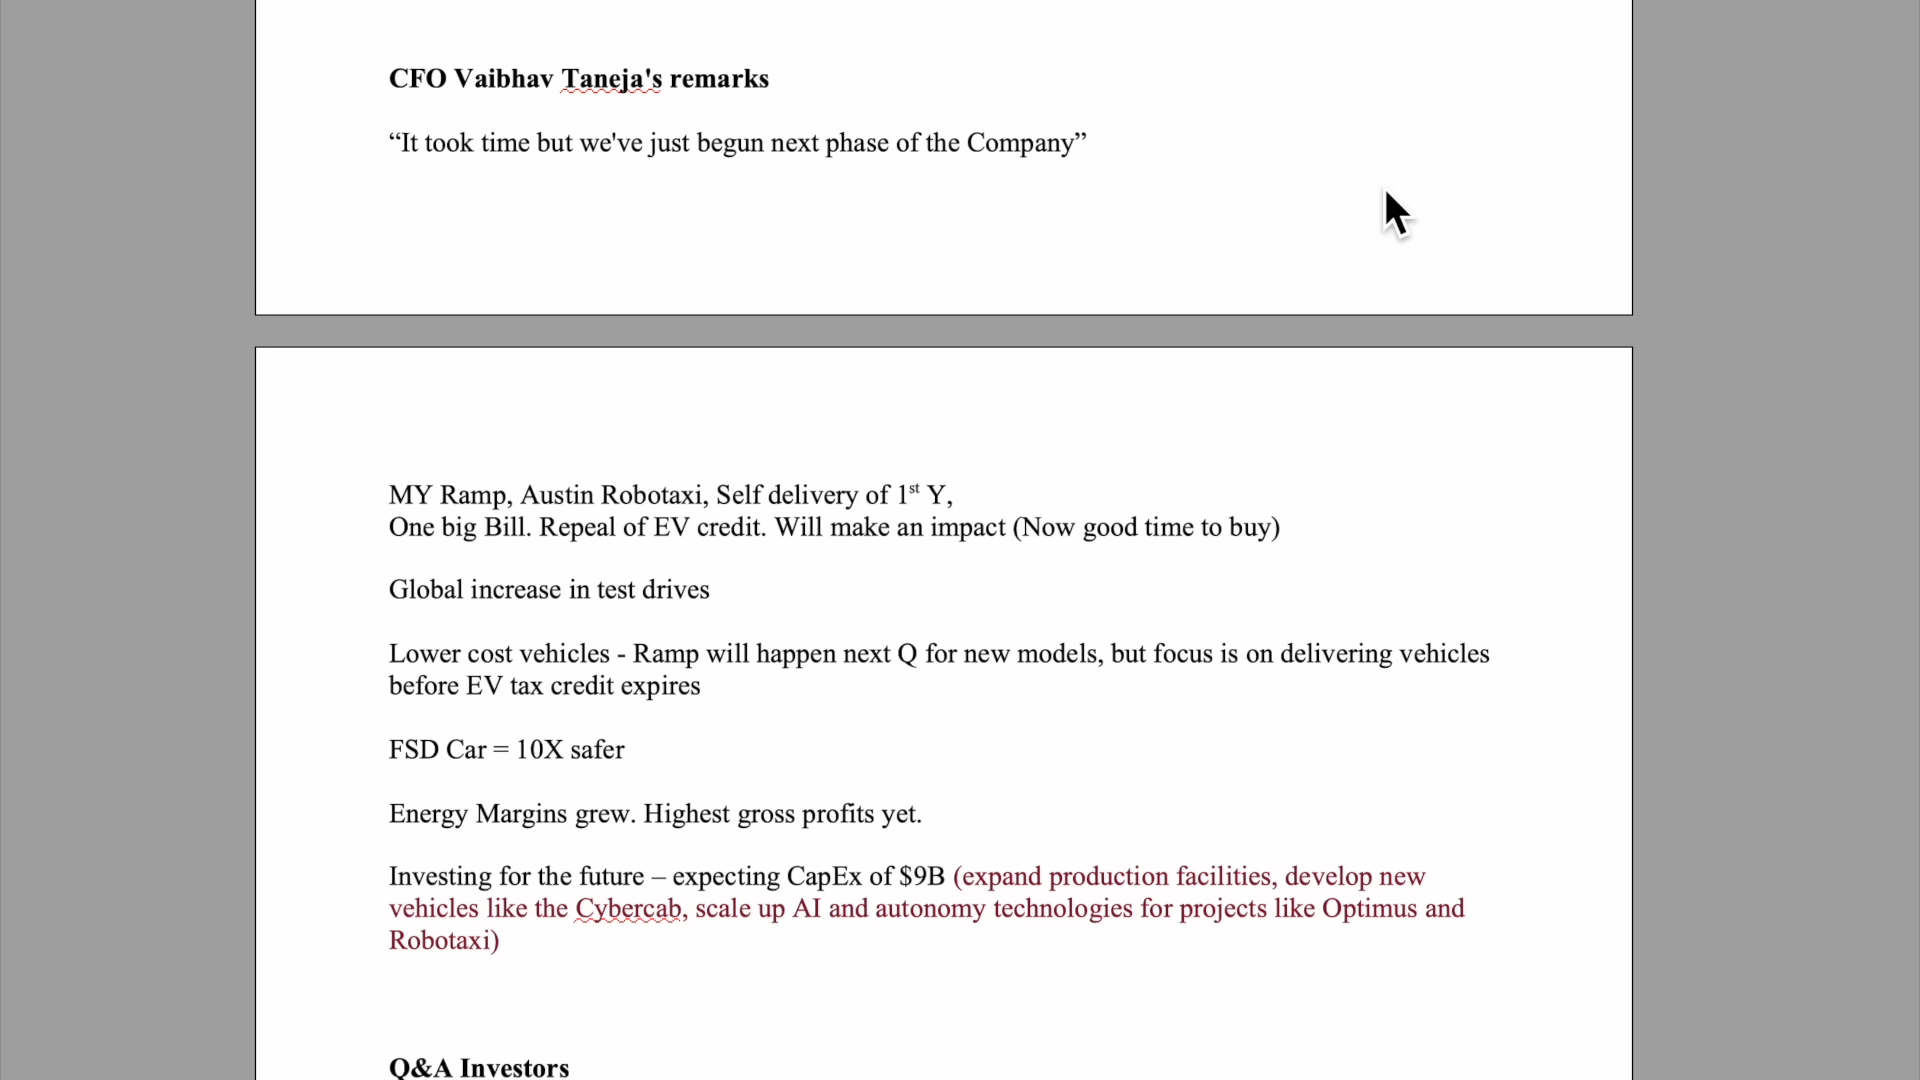 CFO Vaibhav Taneja's remarks
“It took time but we've just begun next phase of the Company”
MY Ramp, Austin Robotaxi, Self delivery of 1st Y,
One big Bill. Repeal of EV credit. Will make an impact (Now good time to buy)
Global increase in test drives
Lower cost vehicles - Ramp will happen next Q for new models, but focus is on delivering vehicles
before EV tax credit expires
FSD Car = 10X safer
Energy Margins grew. Highest gross profits yet.
Investing for the future – expecting CapEx of $9B (expand production facilities, develop new
vehicles like the Cybercab, scale up AI and autonomy technologies for projects like Optimus and
Robotaxi)
Q&A Investors